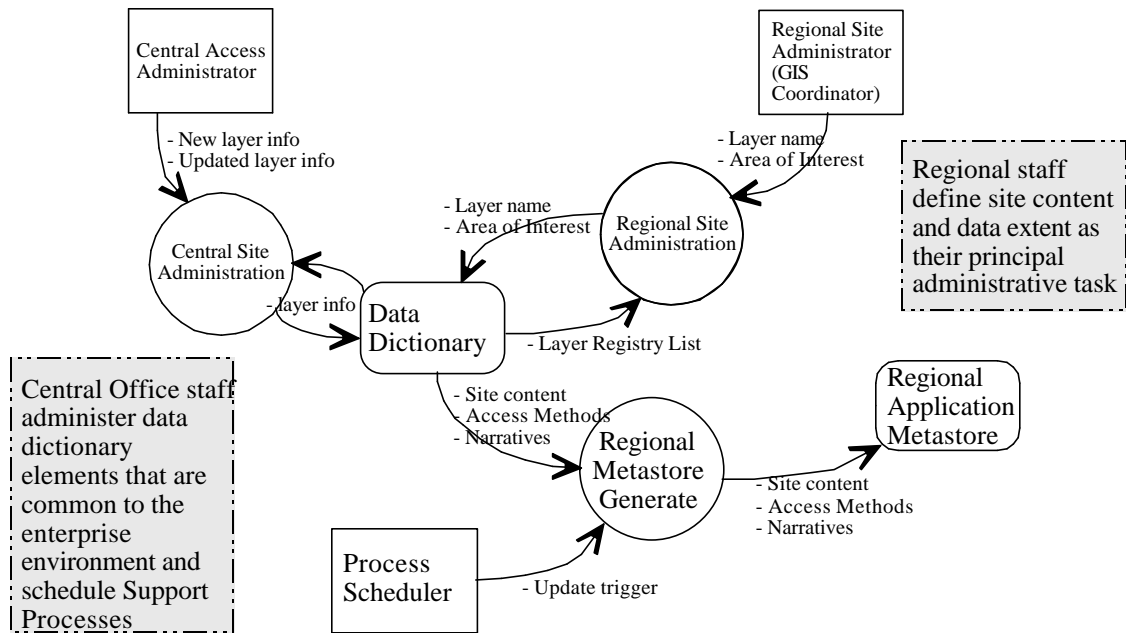 Central Access
Administrator
Regional Site
Administrator
(GIS
Coordinator)
- New layer info
- Updated layer info
- Layer name
- Area of Interest
Regional staff
define site content
and data extent as
their principal
administrative task
- Layer name
- Area of Interest
Regional Site
Administration
Central Site
Administration
- layer info
Data
Dictionary
- Layer Registry List
Central Office staff
administer data
dictionary
elements that are
common to the
enterprise
environment and
schedule Support
Processes
- Site content
- Access Methods
- Narratives
Regional
Metastore
Generate
Regional
Application
Metastore
- Site content
- Access Methods
- Narratives
Process
Scheduler
- Update trigger